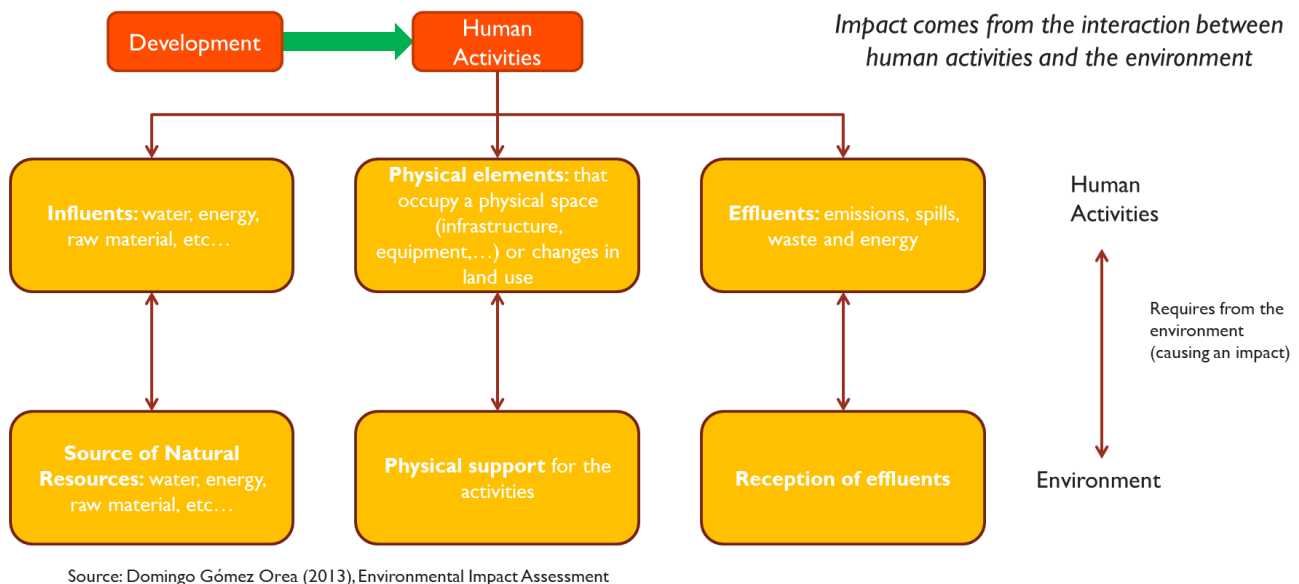 Development
Human
Activities
Impact comes from the interaction between
human activities and the environment
Influents: water, energy,
raw material, etc…
Physical elements: that
occupy a physical space
(infrastructure,
equipment,…) or changes in
land use
Effluents: emissions, spills,
waste and energy
Human
Activities
Requires from the
environment
(causing an impact)
Source of Natural
Resources: water, energy,
raw material, etc…
Physical support for the
activities
Reception of effluents
Environment
Source: Domingo Gómez Orea (2013), Environmental Impact Assessment